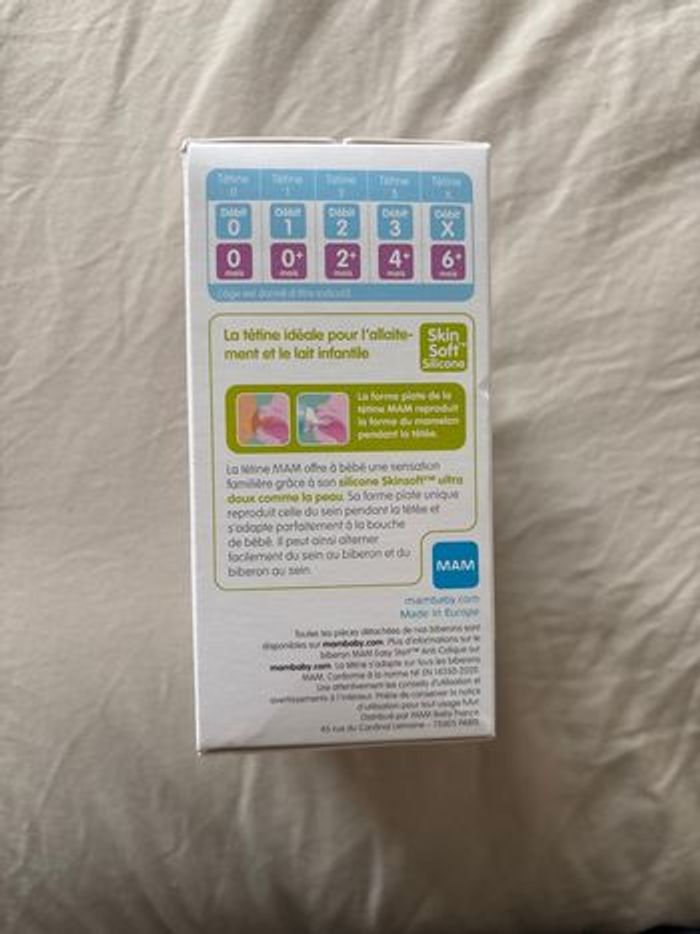 Tétine Tétine Tétine Tétine Tétine
0 1 2 3 X
Débit Débit Débit Débit Débit
0 1 2 3 X
0 0+ 2+ 4+ 6+
mois mois mois mois mois
L'âge est donné à titre indicatif
La tétine idéale pour l'allaite-
ment et le lait infantile
Skin
Soft™
Silicone
La forme plate de la
tétine MAM reproduit
la forme du mamelon
pendant la tétée.
La tétine MAM offre à bébé une sensation
familière grâce à son silicone Skinsoft™ ultra
doux comme la peau. Sa forme plate unique
reproduit celle du sein pendant la tétée et
s'adapte parfaitement à la bouche
de bébé. Il peut ainsi alterner
facilement du sein au biberon et du
biberon au sein.
MAM
mambaby.com
Made in Europe
Toutes les pièces détachées de nos biberons sont
disponibles sur mambaby.com. Plus d'informations sur le
biberon MAM Easy Start™ Anti-Colique sur
mambaby.com. La tétine s'adapte sur tous les biberons
MAM. Conforme à la norme NF EN 14350:2020.
Lire attentivement les conseils d'utilisation et
avertissements à l'intérieur. Prière de conserver la notice
d'utilisation pour tout usage futur.
Distribué par MAM Baby France
45 rue du Cardinal Lemoine – 75005 PARIS